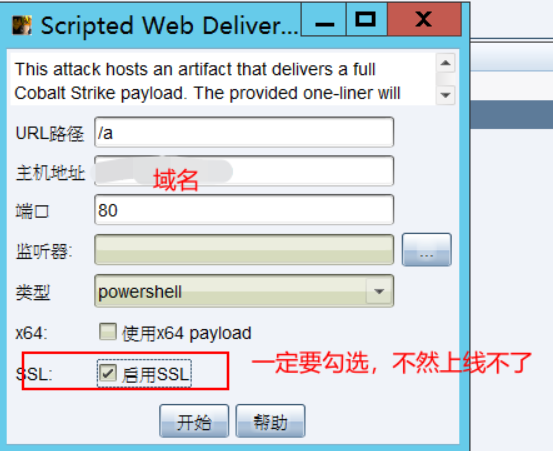 Scripted Web Deliver...
This attack hosts an artifact that delivers a full
Cobalt Strike payload. The provided one-liner will
URL路径 /a
主机地址 域名
端口 80
监听器: ...
类型 powershell
x64: 使用x64 payload
SSL: 启用SSL 一定要勾选，不然上线不了
开始 帮助